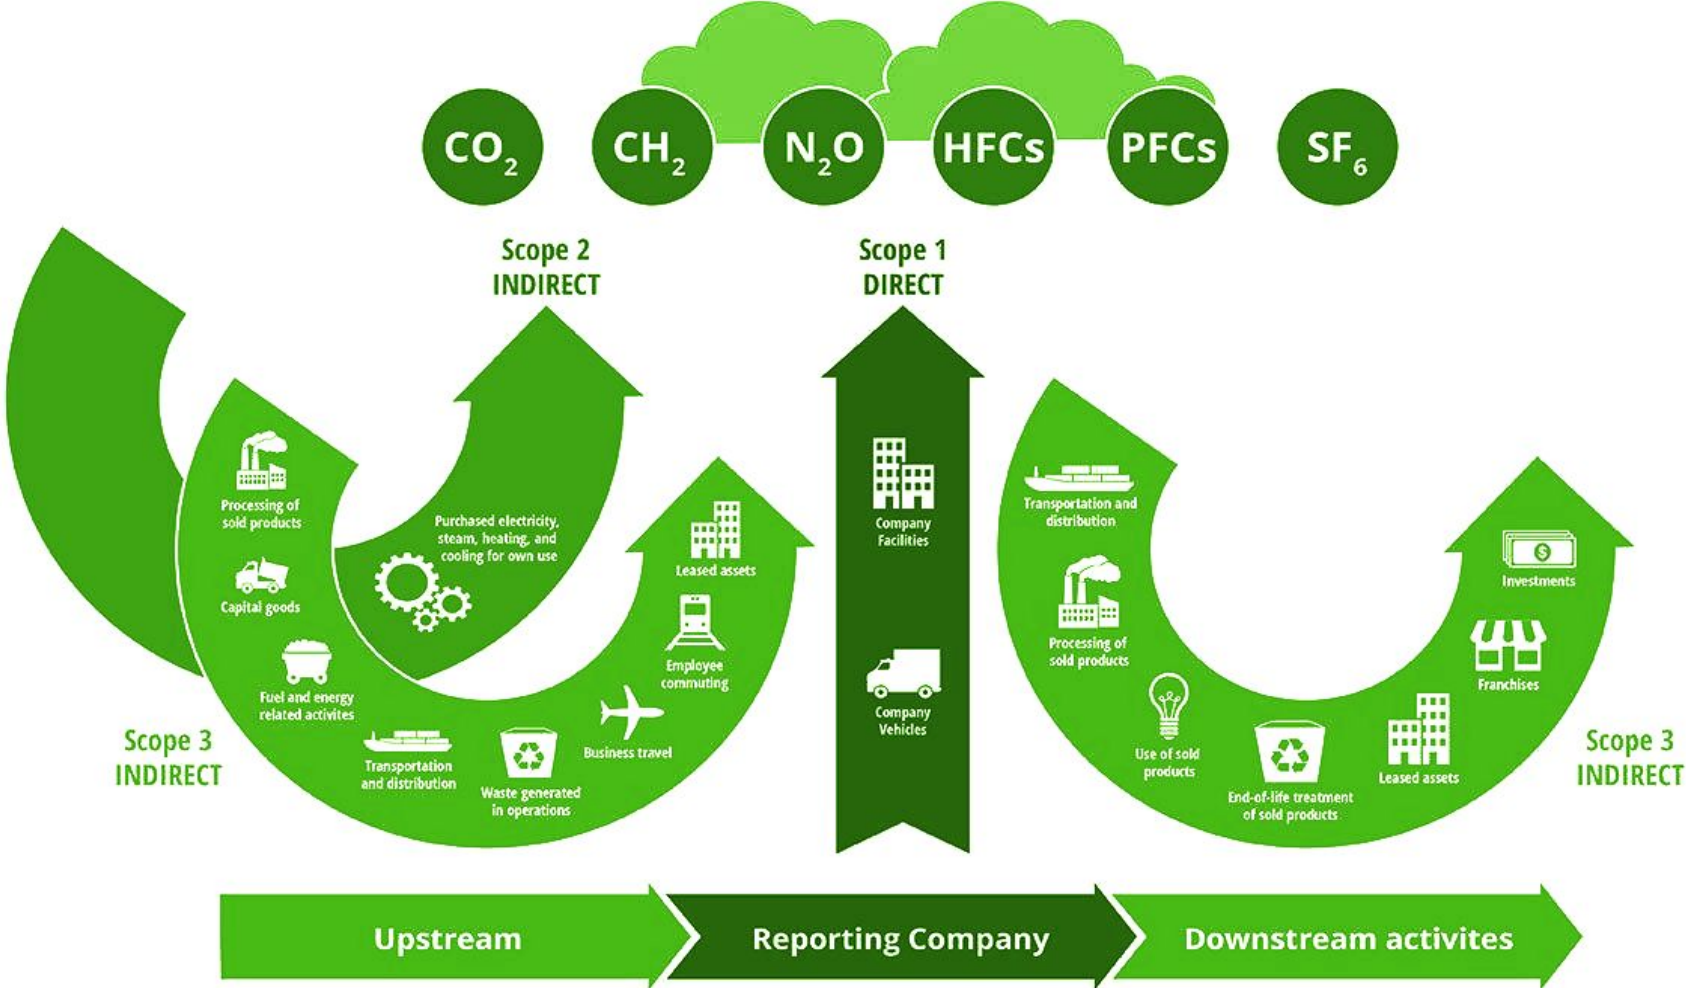 CO2
CH2
N2O
HFCs
PFCs
SF6
Scope 2
INDIRECT
Scope 1
DIRECT
Processing of
sold products
Capital goods
Fuel and energy
related activites
Transportation
and distribution
Waste generated
in operations
Business travel
Employee
commuting
Leased assets
Purchased electricity,
steam, heating, and
cooling for own use
Scope 3
INDIRECT
Company
Facilities
Company
Vehicles
Transportation and
distribution
Processing of
sold products
Use of sold
products
End-of-life treatment
of sold products
Leased assets
Franchises
Investments
Scope 3
INDIRECT
Upstream
Reporting Company
Downstream activites